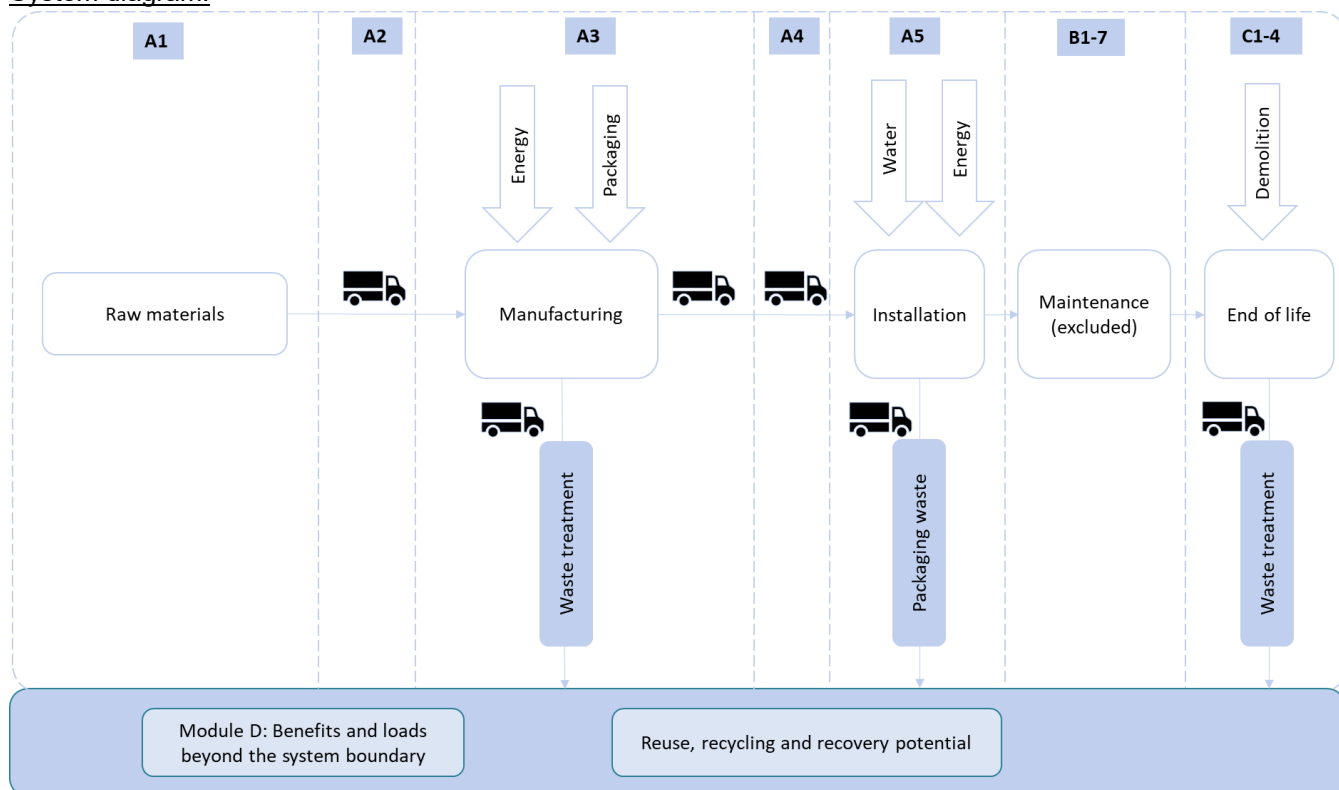 System diagram:
A1
A2
A3
A4
A5
B1-7
C1-4
Energy
Packaging
Water
Energy
Demolition
Raw materials
Manufacturing
Installation
Maintenance
(excluded)
End of life
Waste treatment
Packaging waste
Waste treatment
Module D: Benefits and loads
beyond the system boundary
Reuse, recycling and recovery potential